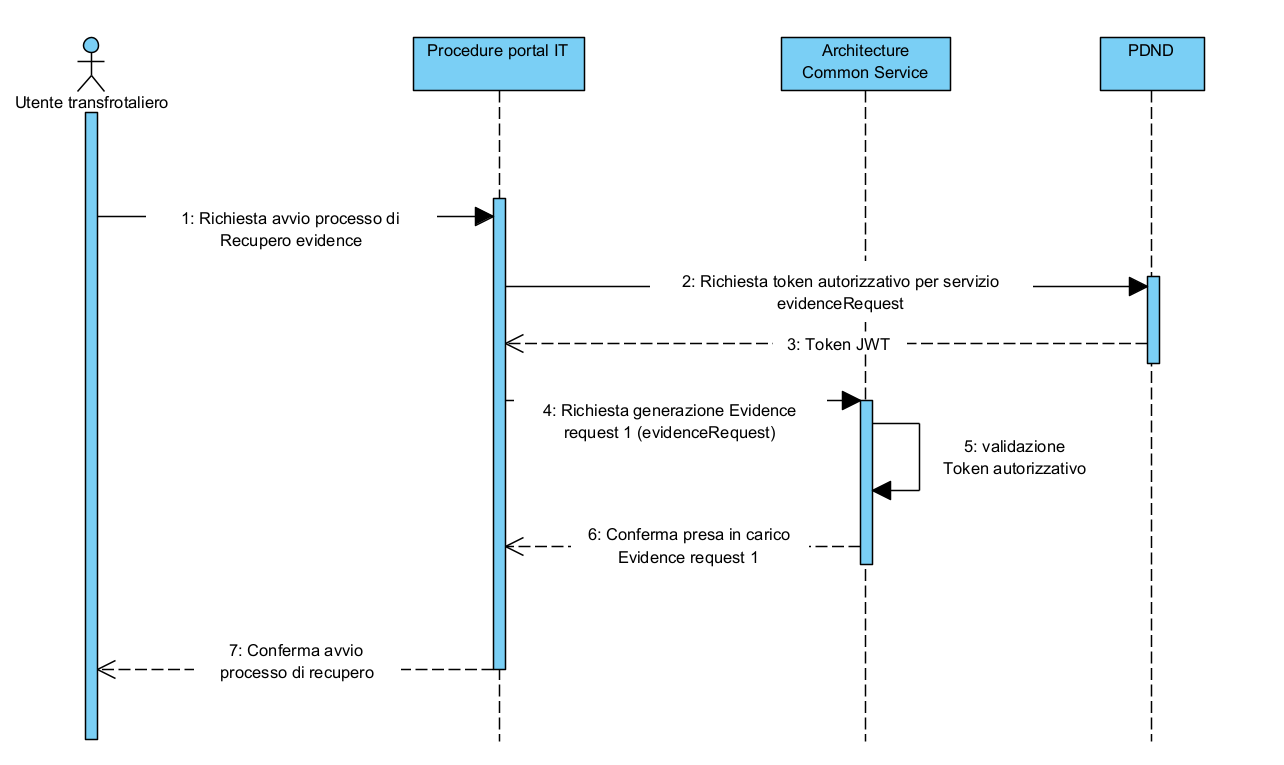 Procedure portal IT
Architecture
Common Service
PDND
Utente transfrotaliero
1: Richiesta avvio processo di
Recupero evidence
2: Richiesta token autorizzativo per servizio
evidenceRequest
3: Token JWT
4: Richiesta generazione Evidence
request 1 (evidenceRequest)
5: validazione
Token autorizzativo
6: Conferma presa in carico
Evidence request 1
7: Conferma avvio
processo di recupero